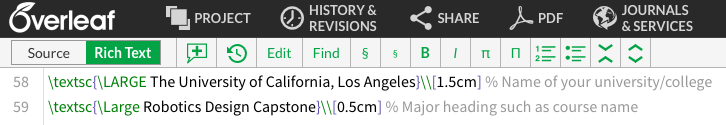 Overleaf PROJECT HISTORY & REVISIONS SHARE PDF JOURNALS & SERVICES
Source Rich Text Edit Find § § B I π Π
58 \textsc{\LARGE The University of California, Los Angeles}\\[1.5cm] % Name of your university/college
59 \textsc{\Large Robotics Design Capstone}\\[0.5cm] % Major heading such as course name